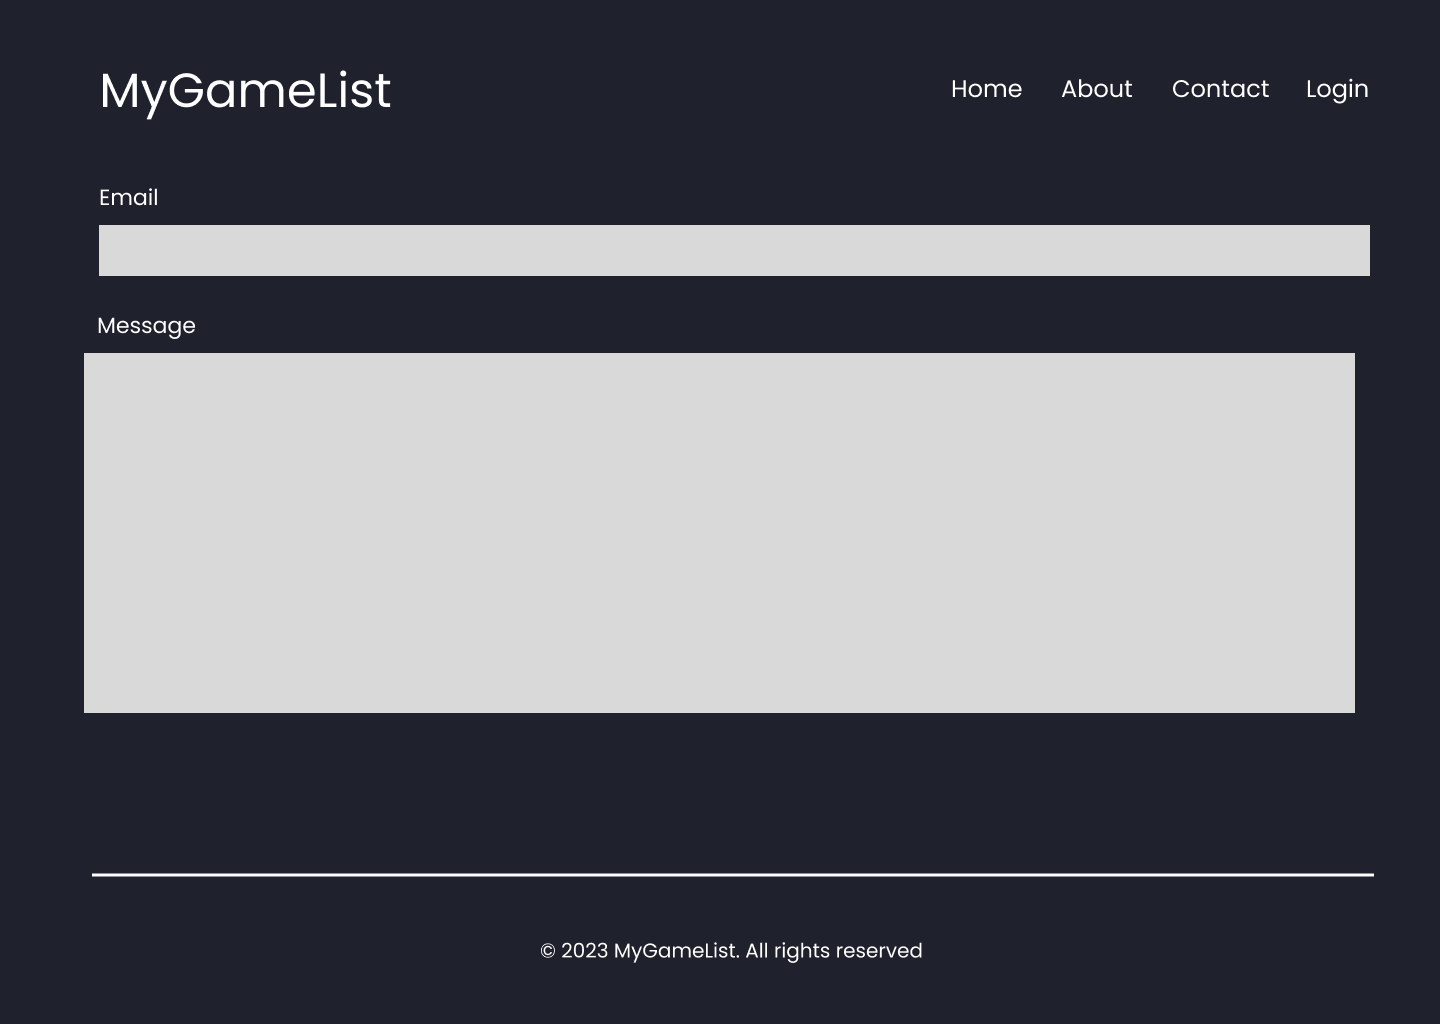 MyGameList
Home About Contact Login
Email
Message
© 2023 MyGameList. All rights reserved